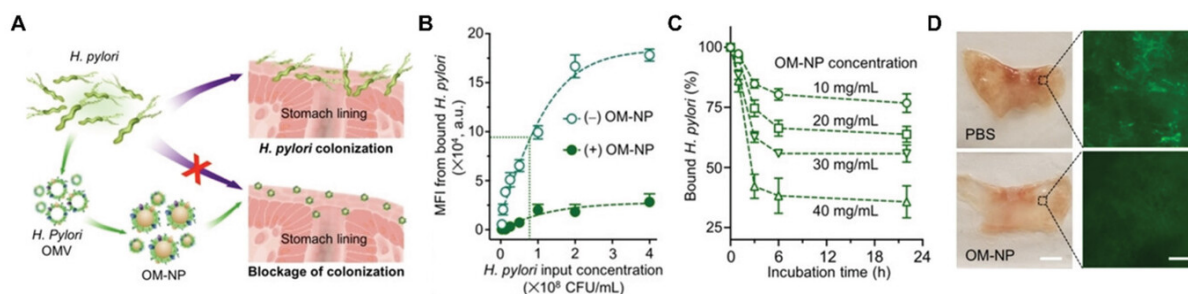 A
H. pylori
Stomach lining
H. pylori colonization
H. Pylori
OMV
OM-NP
Stomach lining
Blockage of colonization
B
MFI from bound H. pylori
(×10⁴, a.u.)
20
15
10
5
0
(−) OM-NP
(+) OM-NP
0 1 2 3 4
H. pylori input concentration
(×10⁸ CFU/mL)
C
Bound H. pylori (%)
100
75
50
25
OM-NP concentration
10 mg/mL
20 mg/mL
30 mg/mL
40 mg/mL
0 6 12 18 24
Incubation time (h)
D
PBS
OM-NP